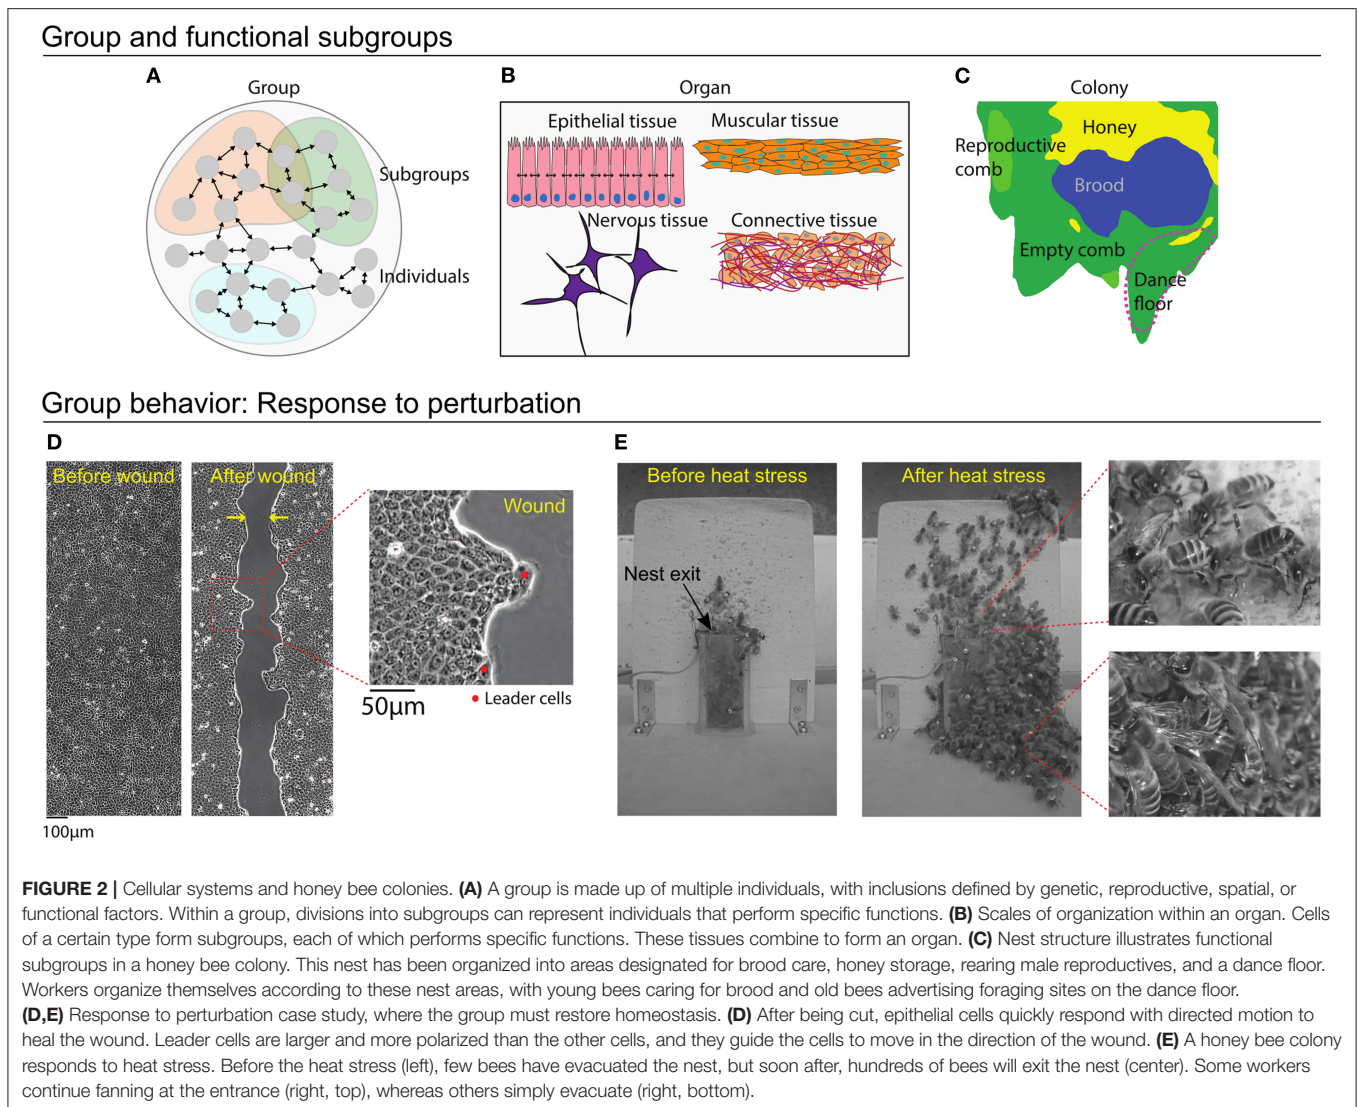 Group and functional subgroups
A
Group
Subgroups
Individuals
B
Organ
Epithelial tissue
Muscular tissue
Nervous tissue
Connective tissue
C
Colony
Honey
Reproductive
comb
Brood
Empty comb
Dance
floor
Group behavior: Response to perturbation
D
Before wound
After wound
Wound
50µm
Leader cells
100µm
E
Before heat stress
Nest exit
After heat stress
FIGURE 2 | Cellular systems and honey bee colonies. (A) A group is made up of multiple individuals, with inclusions defined by genetic, reproductive, spatial, or
functional factors. Within a group, divisions into subgroups can represent individuals that perform specific functions. (B) Scales of organization within an organ. Cells
of a certain type form subgroups, each of which performs specific functions. These tissues combine to form an organ. (C) Nest structure illustrates functional
subgroups in a honey bee colony. This nest has been organized into areas designated for brood care, honey storage, rearing male reproductives, and a dance floor.
Workers organize themselves according to these nest areas, with young bees caring for brood and old bees advertising foraging sites on the dance floor.
(D,E) Response to perturbation case study, where the group must restore homeostasis. (D) After being cut, epithelial cells quickly respond with directed motion to
heal the wound. Leader cells are larger and more polarized than the other cells, and they guide the cells to move in the direction of the wound. (E) A honey bee colony
responds to heat stress. Before the heat stress (left), few bees have evacuated the nest, but soon after, hundreds of bees will exit the nest (center). Some workers
continue fanning at the entrance (right, top), whereas others simply evacuate (right, bottom).